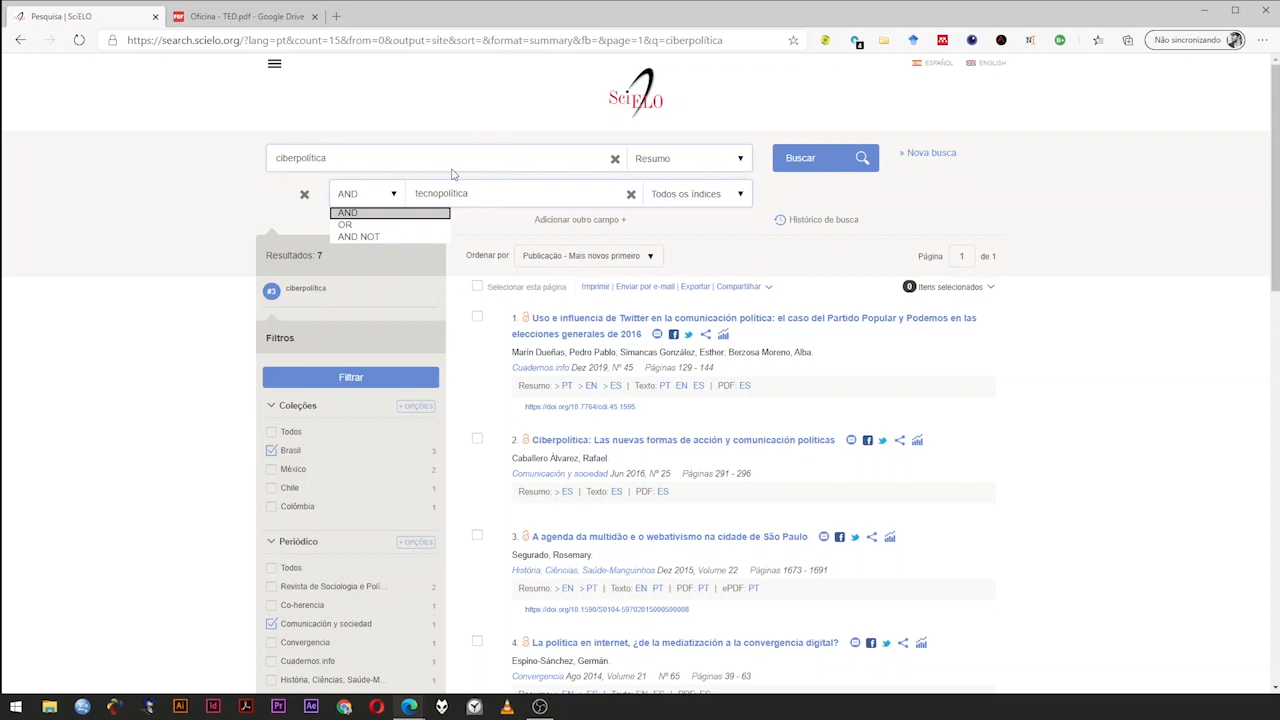 Pesquisa | SciELO
Oficina - TED.pdf - Google Drive
https://search.scielo.org/?lang=pt&count=15&from=0&output=site&sort=&format=summary&fb=&page=1&q=ciberpolítica
Não sincronizando
ESPAÑOL ENGLISH
SciELO
ciberpolítica Resumo Buscar » Nova busca
AND tecnopolítica Todos os índices
AND
OR
AND NOT
Adicionar outro campo + Histórico de busca
Resultados: 7
Ordenar por Publicação - Mais novos primeiro Página 1 de 1
#3 ciberpolítica
Selecionar esta página Imprimir | Enviar por e-mail | Exportar | Compartilhar 0 Itens selecionados
Filtros
Filtrar
Coleções + OPÇÕES
Todos
Brasil 3
México 2
Chile 1
Colômbia 1
Periódico + OPÇÕES
Todos
Revista de Sociologia e Polí... 2
Co-herencia 1
Comunicación y sociedad 1
Convergencia 1
Cuadernos.info 1
História, Ciências, Saúde-M... 1
1. Uso e influencia de Twitter en la comunicación política: el caso del Partido Popular y Podemos en las
elecciones generales de 2016
Marín Dueñas, Pedro Pablo; Simancas González, Esther; Berzosa Moreno, Alba.
Cuadernos.info Dez 2019, Nº 45 Páginas 129 - 144
Resumo: > PT > EN > ES | Texto: PT EN ES | PDF: ES
https://doi.org/10.7764/cdi.45.1595
2. Ciberpolítica: Las nuevas formas de acción y comunicación políticas
Caballero Álvarez, Rafael.
Comunicación y sociedad Jun 2016, Nº 25 Páginas 291 - 296
Resumo: > ES | Texto: ES | PDF: ES
3. A agenda da multidão e o webativismo na cidade de São Paulo
Segurado, Rosemary.
História, Ciências, Saúde-Manguinhos Dez 2015, Volume 22 Páginas 1673 - 1691
Resumo: > EN > PT | Texto: EN PT | PDF: PT | ePDF: PT
https://doi.org/10.1590/S0104-59702015000500008
4. La política en internet, ¿de la mediatización a la convergencia digital?
Espino-Sánchez, Germán.
Convergencia Ago 2014, Volume 21 Nº 65 Páginas 39 - 63